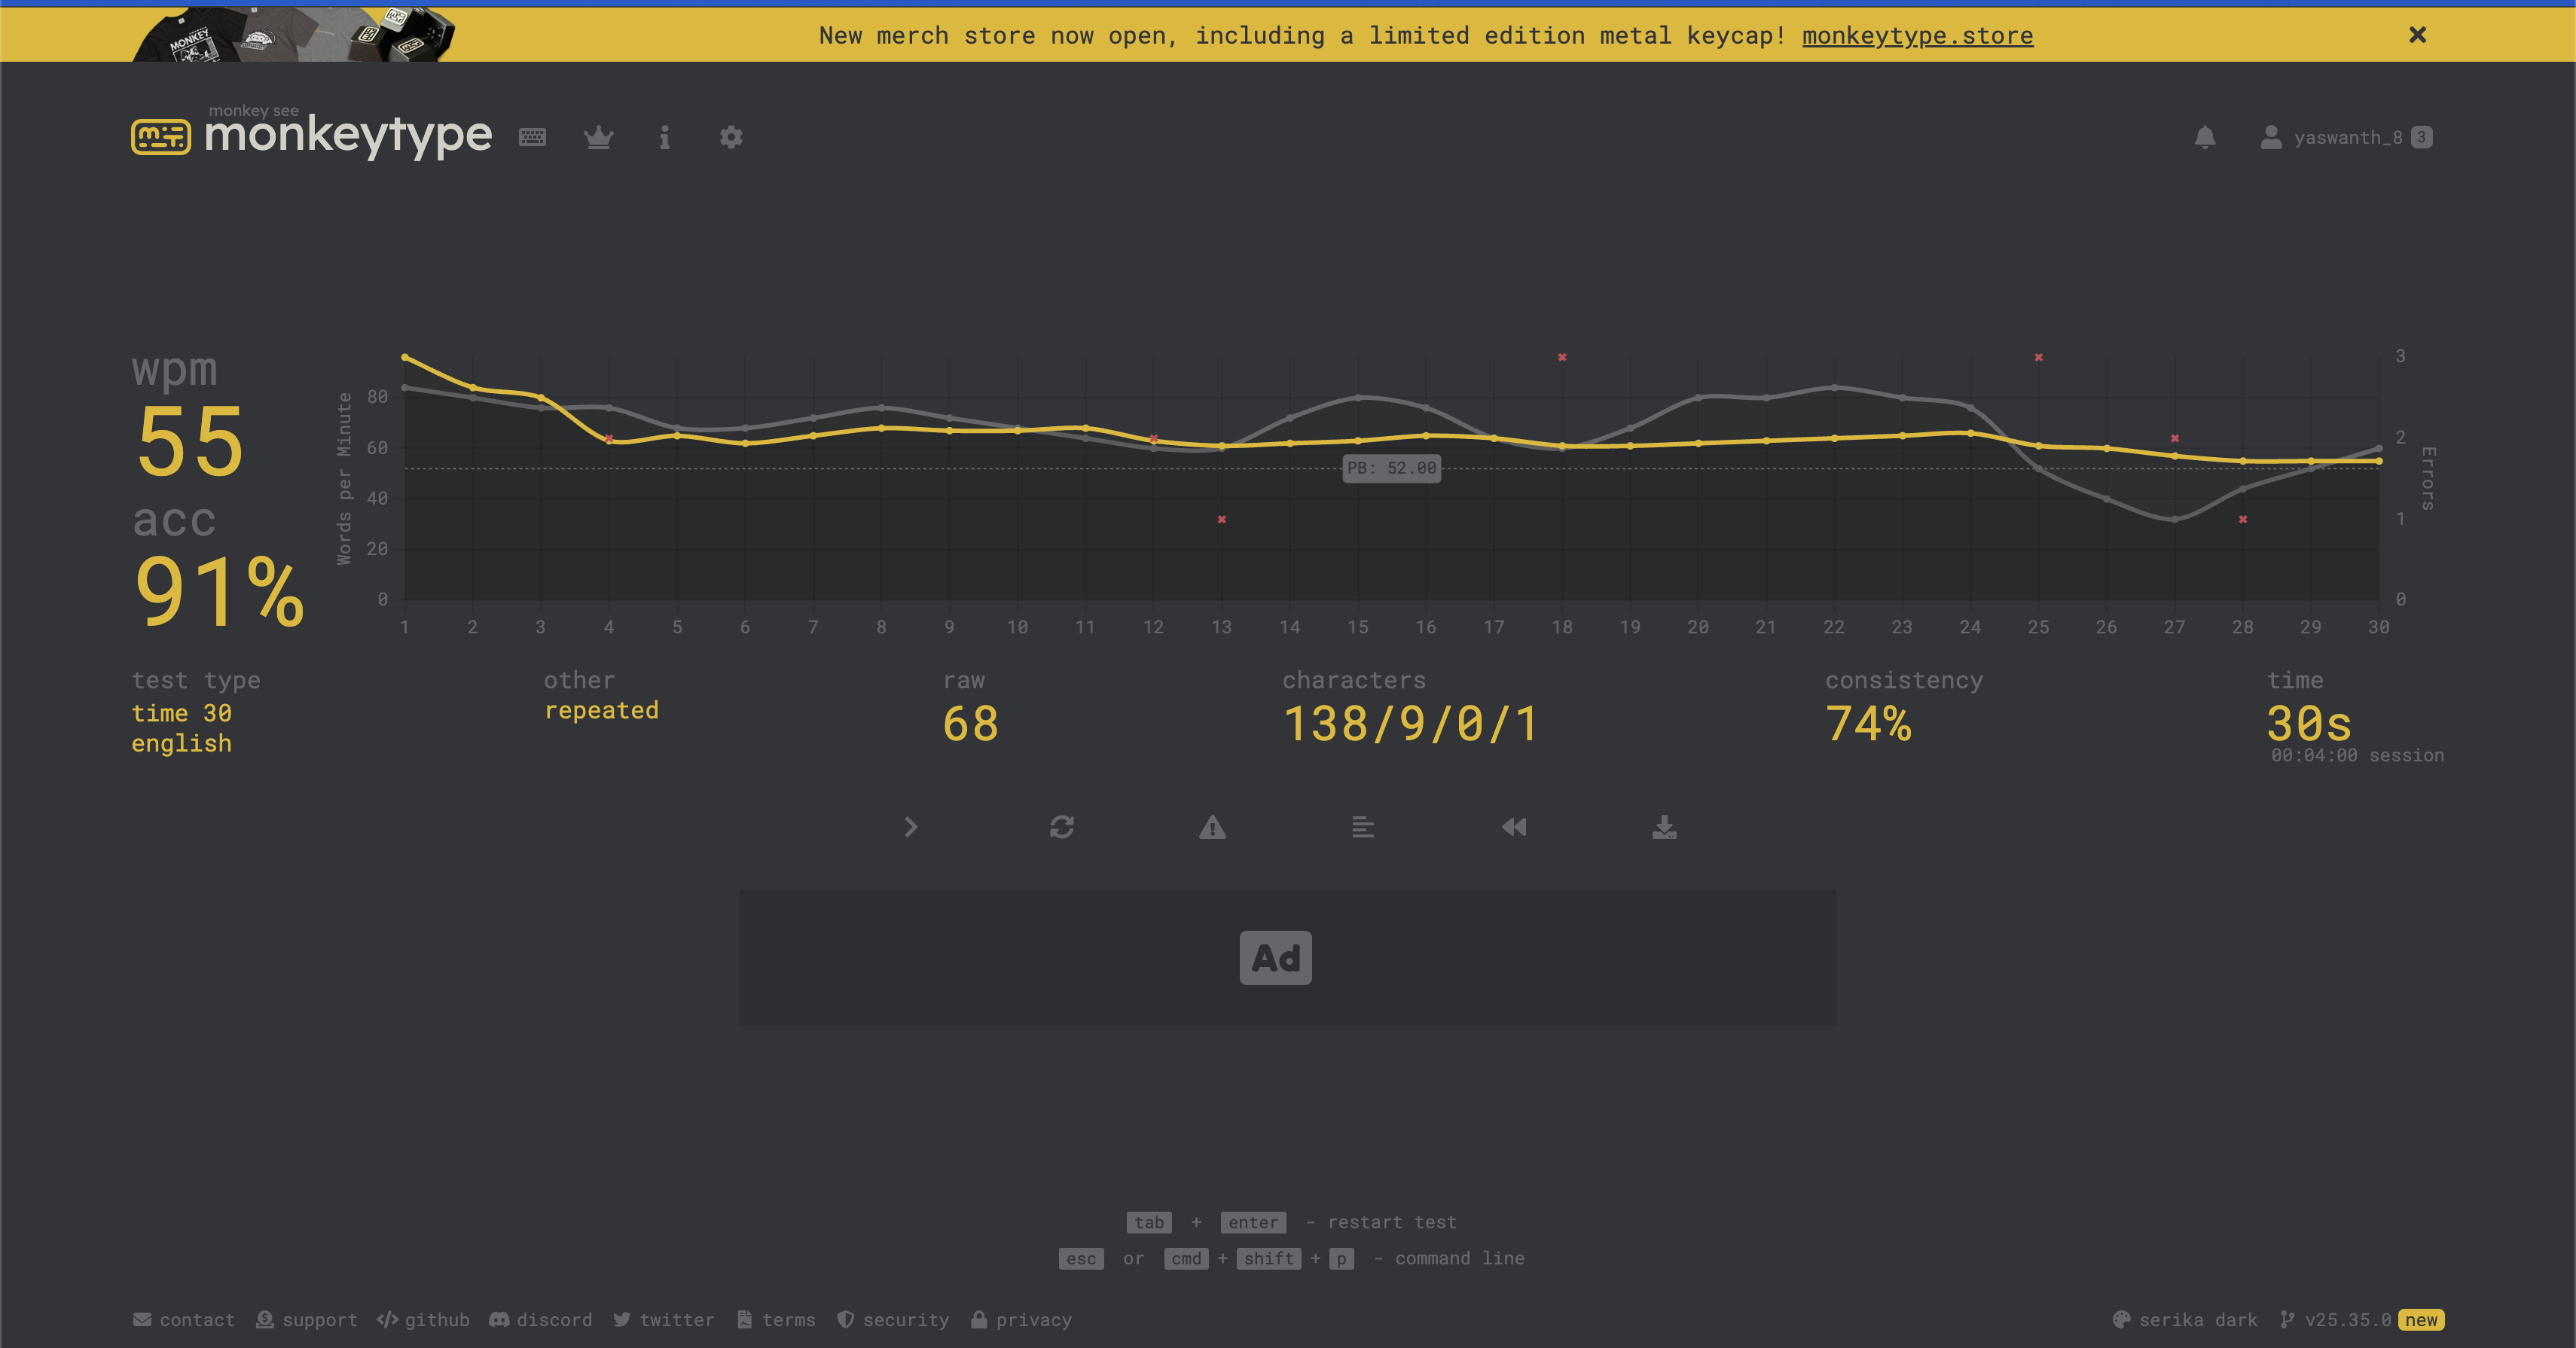 New merch store now open, including a limited edition metal keycap! monkeytype.store
MONKEY
monkey see
monkeytype
yaswanth_8 3
wpm
55
acc
91%
Words per Minute
80
60
40
20
0
PB: 52.00
3
2
1
0
Errors
1 2 3 4 5 6 7 8 9 10 11 12 13 14 15 16 17 18 19 20 21 22 23 24 25 26 27 28 29 30
test type
time 30
english
other
repeated
raw
68
characters
138/9/0/1
consistency
74%
time
30s
00:04:00 session
Ad
tab + enter - restart test
esc or cmd + shift + p - command line
contact support github discord twitter terms security privacy
serika dark v25.35.0 new